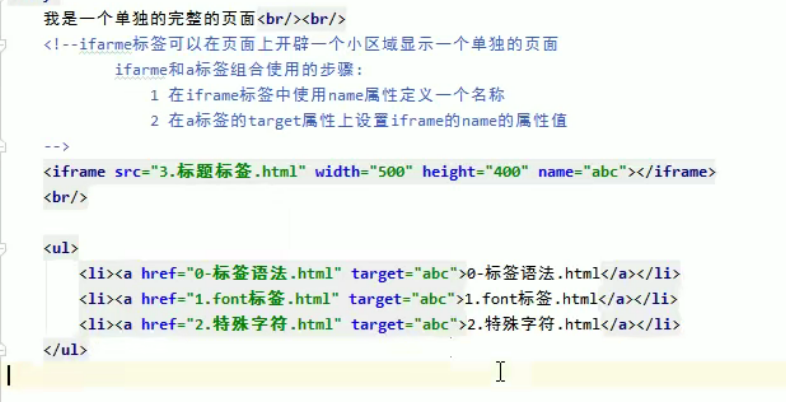 我是一个单独的完整的页面<br/><br/>
<!--ifarme标签可以在页面上开辟一个小区域显示一个单独的页面
ifarme和a标签组合使用的步骤:
1 在iframe标签中使用name属性定义一个名称
2 在a标签的target属性上设置iframe的name的属性值
-->
<iframe src="3.标题标签.html" width="500" height="400" name="abc"></iframe>
<br/>
<ul>
<li><a href="0-标签语法.html" target="abc">0-标签语法.html</a></li>
<li><a href="1.font标签.html" target="abc">1.font标签.html</a></li>
<li><a href="2.特殊字符.html" target="abc">2.特殊字符.html</a></li>
</ul>